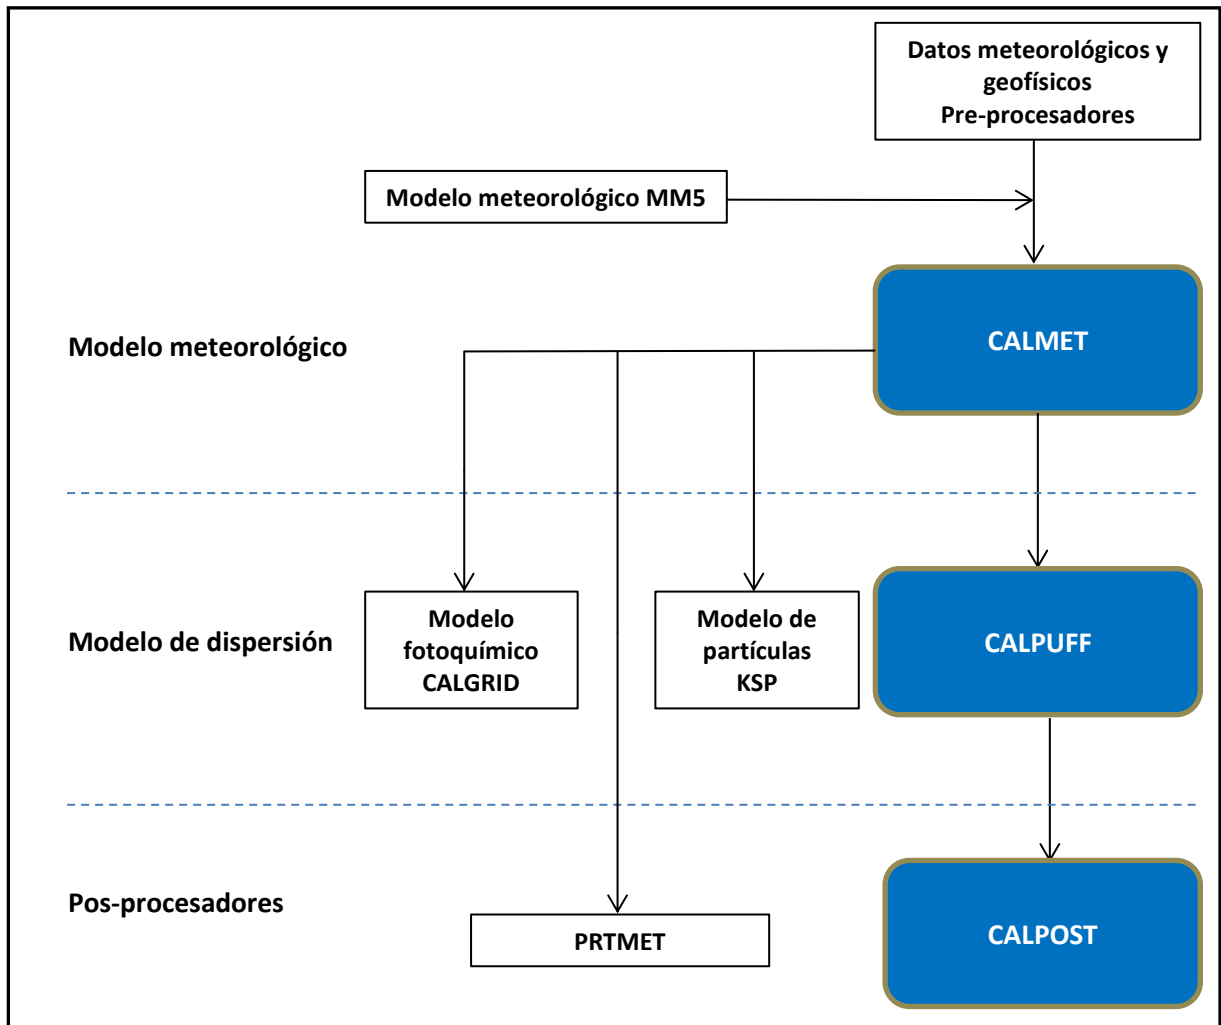 Datos meteorológicos y
geofísicos
Pre-procesadores
Modelo meteorológico MM5
Modelo meteorológico
CALMET
Modelo de dispersión
Modelo
fotoquímico
CALGRID
Modelo de
partículas
KSP
CALPUFF
Pos-procesadores
PRTMET
CALPOST